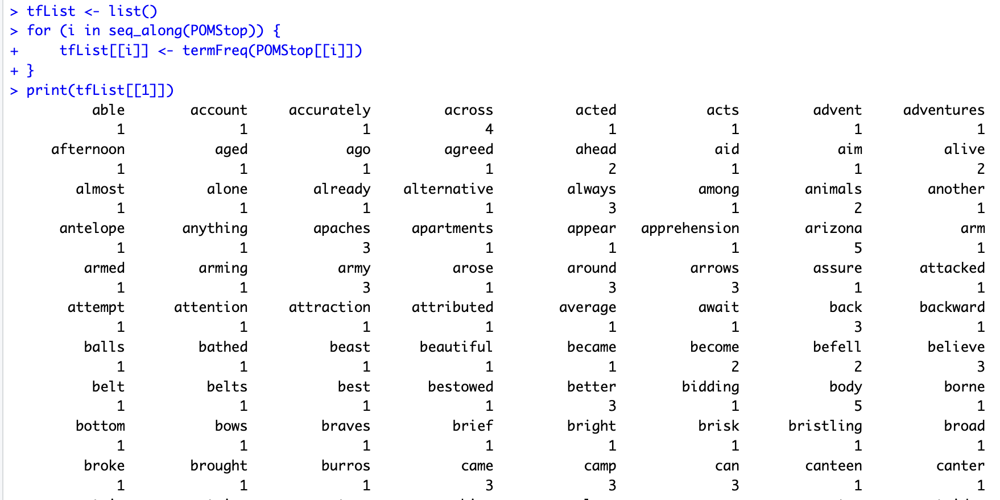 > tfList <- list()
> for (i in seq_along(POMStop)) {
+     tfList[[i]] <- termFreq(POMStop[[i]])
+ }
> print(tfList[[1]])
able account accurately across acted acts advent adventures
1 1 1 4 1 1 1 1
afternoon aged ago agreed ahead aid aim alive
1 1 1 1 2 1 1 2
almost alone already alternative always among animals another
1 1 1 1 3 1 2 1
antelope anything apaches apartments appear apprehension arizona arm
1 1 3 1 1 1 5 1
armed arming army arose around arrows assure attacked
1 1 3 1 3 3 1 1
attempt attention attraction attributed average await back backward
1 1 1 1 1 1 3 1
balls bathed beast beautiful became become befell believe
1 1 1 1 1 2 2 3
belt belts best bestowed better bidding body borne
1 1 1 1 3 1 5 1
bottom bows braves brief bright brisk bristling broad
1 1 1 1 1 1 1 1
broke brought burros came camp can canteen canter
1 1 1 3 3 3 1 1